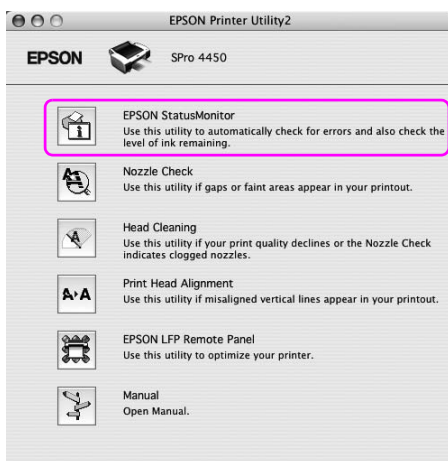 EPSON Printer Utility2
EPSON
SPro 4450
EPSON StatusMonitor
Use this utility to automatically check for errors and also check the
level of ink remaining.
Nozzle Check
Use this utility if gaps or faint areas appear in your printout.
Head Cleaning
Use this utility if your print quality declines or the Nozzle Check
indicates clogged nozzles.
A▸A
Print Head Alignment
Use this utility if misaligned vertical lines appear in your printout.
EPSON LFP Remote Panel
Use this utility to optimize your printer.
Manual
Open Manual.